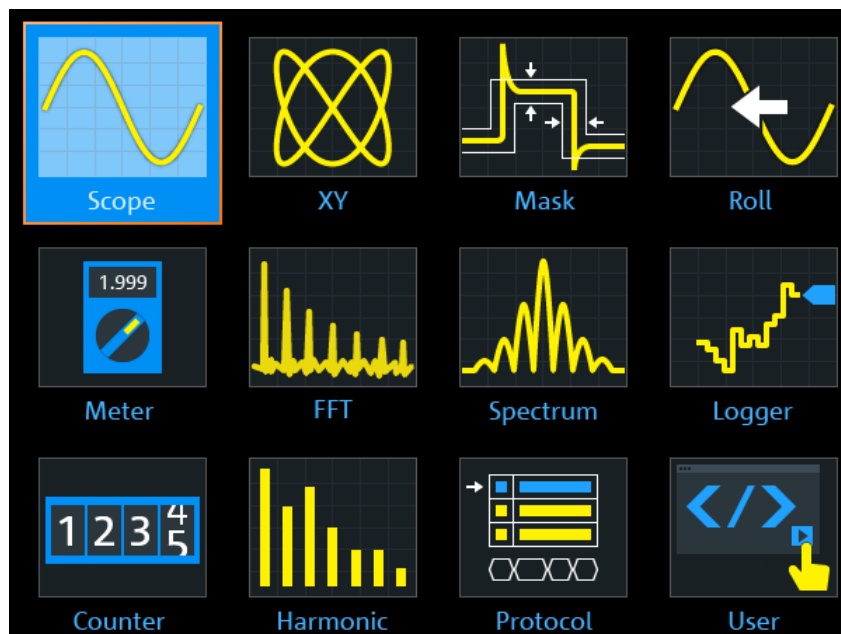 Scope
XY
Mask
Roll
1.999
Meter
FFT
Spectrum
Logger
1 2 3 4
5
Counter
Harmonic
Protocol
</>
User